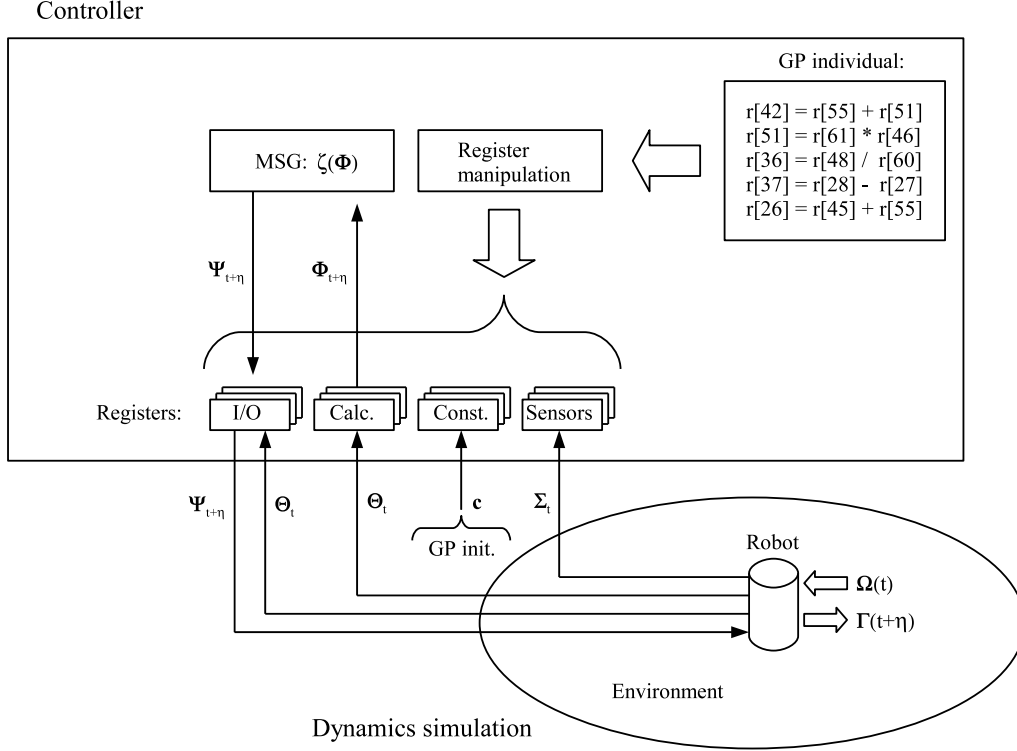 Controller
GP individual:
r[42] = r[55] + r[51]
r[51] = r[61] * r[46]
r[36] = r[48] / r[60]
r[37] = r[28] - r[27]
r[26] = r[45] + r[55]
MSG: ζ(Φ)
Register
manipulation
Ψt+η
Φt+η
Registers:
I/O
Calc.
Const.
Sensors
Ψt+η
Θt
Θt
c
Σt
GP init.
Robot
Ω(t)
Γ(t+η)
Environment
Dynamics simulation